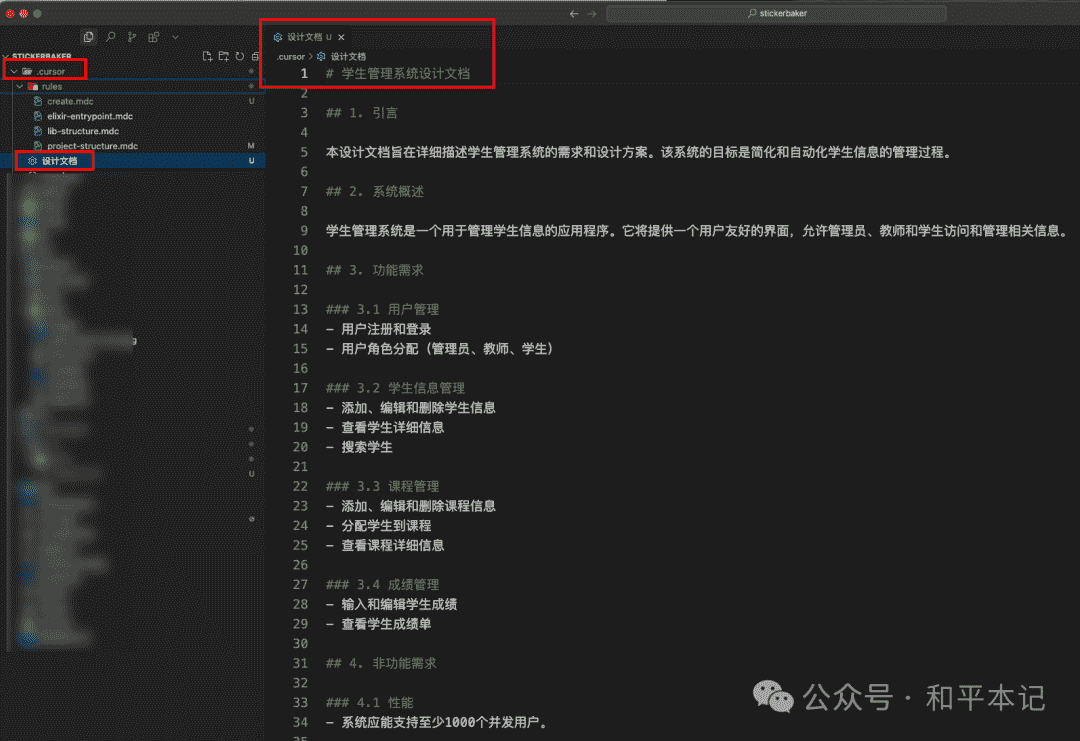 stickerbaker
STICKERBAKER
.cursor
rules
create.mdc U
elixir-entrypoint.mdc
lib-structure.mdc
project-structure.mdc M
设计文档 U
设计文档 U ×
.cursor > 设计文档
1 # 学生管理系统设计文档
2
3 ## 1. 引言
4
5 本设计文档旨在详细描述学生管理系统的需求和设计方案。该系统的目标是简化和自动化学生信息的管理过程。
6
7 ## 2. 系统概述
8
9 学生管理系统是一个用于管理学生信息的应用程序。它将提供一个用户友好的界面，允许管理员、教师和学生访问和管理相关信息。
10
11 ## 3. 功能需求
12
13 ### 3.1 用户管理
14 - 用户注册和登录
15 - 用户角色分配（管理员、教师、学生）
16
17 ### 3.2 学生信息管理
18 - 添加、编辑和删除学生信息
19 - 查看学生详细信息
20 - 搜索学生
21
22 ### 3.3 课程管理
23 - 添加、编辑和删除课程信息
24 - 分配学生到课程
25 - 查看课程详细信息
26
27 ### 3.4 成绩管理
28 - 输入和编辑学生成绩
29 - 查看学生成绩单
30
31 ## 4. 非功能需求
32
33 ### 4.1 性能
34 - 系统应能支持至少1000个并发用户。
35
U
公众号 · 和平本记